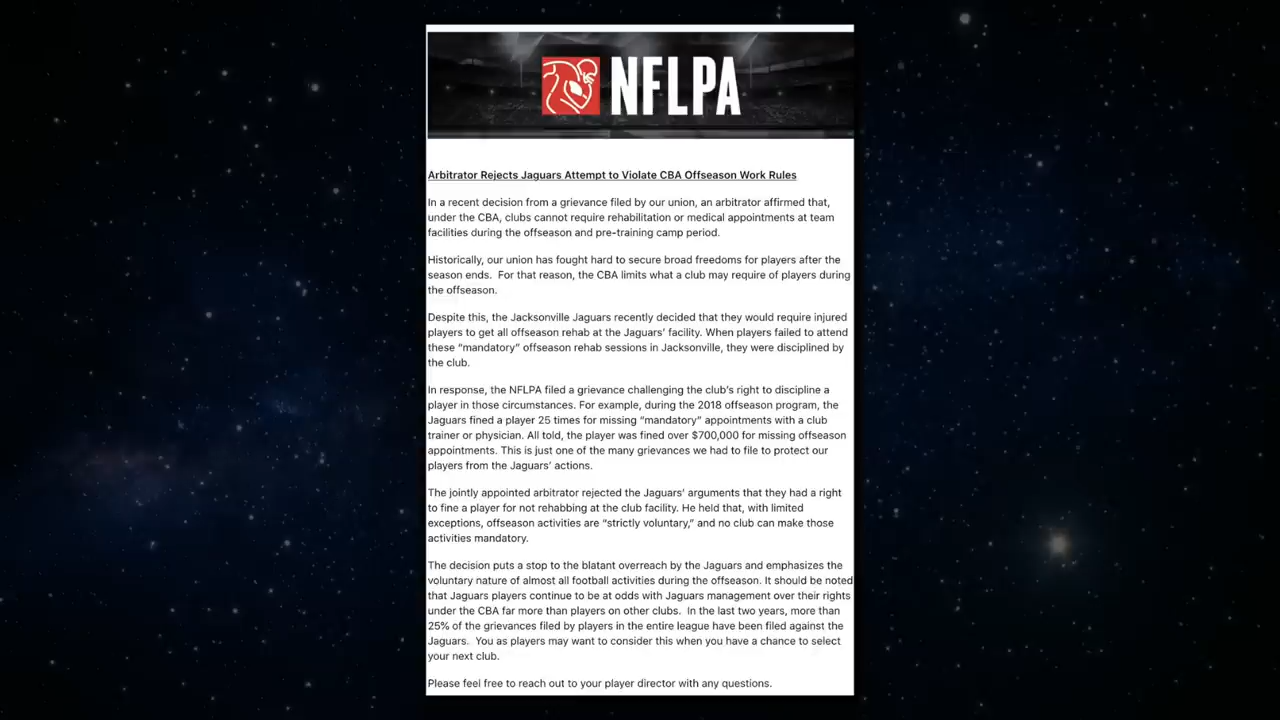 NFLPA
Arbitrator Rejects Jaguars Attempt to Violate CBA Offseason Work Rules
In a recent decision from a grievance filed by our union, an arbitrator affirmed that,
under the CBA, clubs cannot require rehabilitation or medical appointments at team
facilities during the offseason and pre-training camp period.
Historically, our union has fought hard to secure broad freedoms for players after the
season ends.  For that reason, the CBA limits what a club may require of players during
the offseason.
Despite this, the Jacksonville Jaguars recently decided that they would require injured
players to get all offseason rehab at the Jaguars’ facility. When players failed to attend
these “mandatory” offseason rehab sessions in Jacksonville, they were disciplined by
the club.
In response, the NFLPA filed a grievance challenging the club’s right to discipline a
player in those circumstances. For example, during the 2018 offseason program, the
Jaguars fined a player 25 times for missing “mandatory” appointments with a club
trainer or physician. All told, the player was fined over $700,000 for missing offseason
appointments. This is just one of the many grievances we had to file to protect our
players from the Jaguars’ actions.
The jointly appointed arbitrator rejected the Jaguars’ arguments that they had a right
to fine a player for not rehabbing at the club facility. He held that, with limited
exceptions, offseason activities are “strictly voluntary,” and no club can make those
activities mandatory.
The decision puts a stop to the blatant overreach by the Jaguars and emphasizes the
voluntary nature of almost all football activities during the offseason. It should be noted
that Jaguars players continue to be at odds with Jaguars management over their rights
under the CBA far more than players on other clubs.  In the last two years, more than
25% of the grievances filed by players in the entire league have been filed against the
Jaguars.  You as players may want to consider this when you have a chance to select
your next club.
Please feel free to reach out to your player director with any questions.